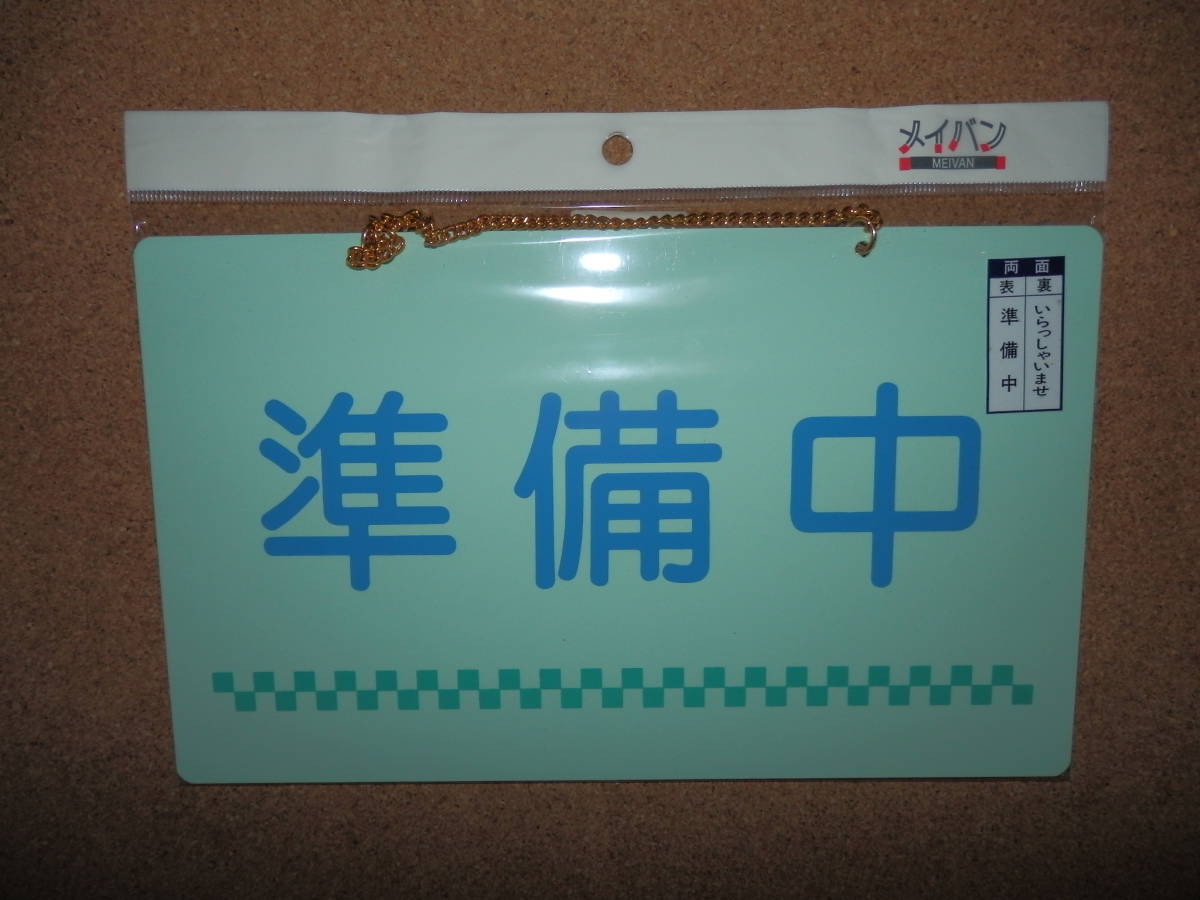 メイバン
MEIVAN
両面
表 裏
準備中
いらっしゃいませ
準備中